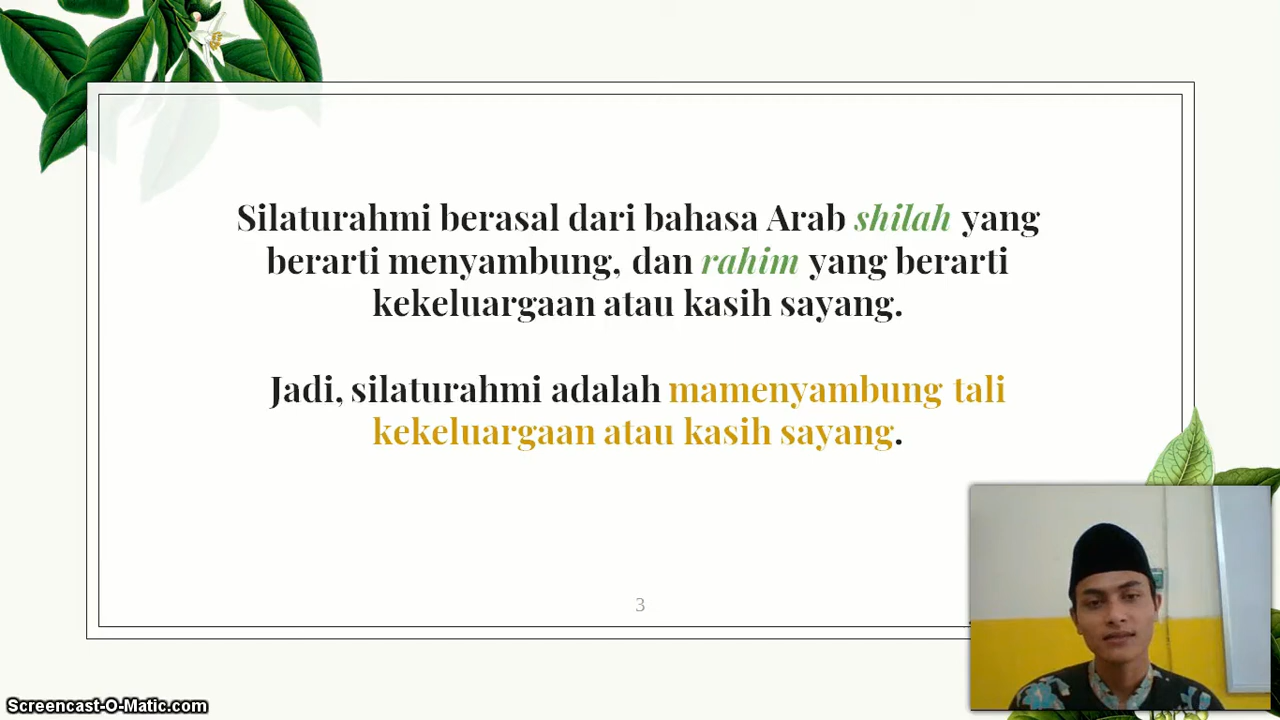 Silaturahmi berasal dari bahasa Arab shilah yang
berarti menyambung, dan rahim yang berarti
kekeluargaan atau kasih sayang.
Jadi, silaturahmi adalah mamenyambung tali
kekeluargaan atau kasih sayang.
3
Screencast-O-Matic.com